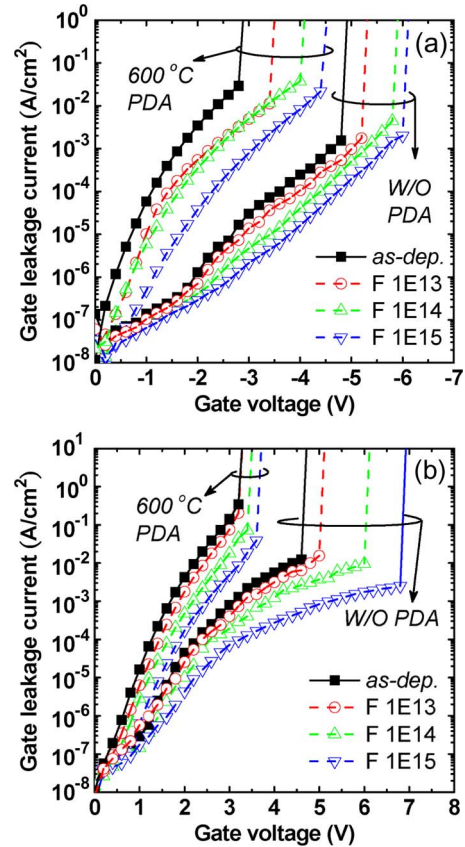 (a)
600 °C
PDA
W/O
PDA
as-dep.
F 1E13
F 1E14
F 1E15
Gate leakage current (A/cm²)
10⁰
10⁻¹
10⁻²
10⁻³
10⁻⁴
10⁻⁵
10⁻⁶
10⁻⁷
10⁻⁸
0 -1 -2 -3 -4 -5 -6 -7
Gate voltage (V)
(b)
600 °C
PDA
W/O PDA
as-dep.
F 1E13
F 1E14
F 1E15
Gate leakage current (A/cm²)
10¹
10⁰
10⁻¹
10⁻²
10⁻³
10⁻⁴
10⁻⁵
10⁻⁶
10⁻⁷
10⁻⁸
0 1 2 3 4 5 6 7 8
Gate voltage (V)